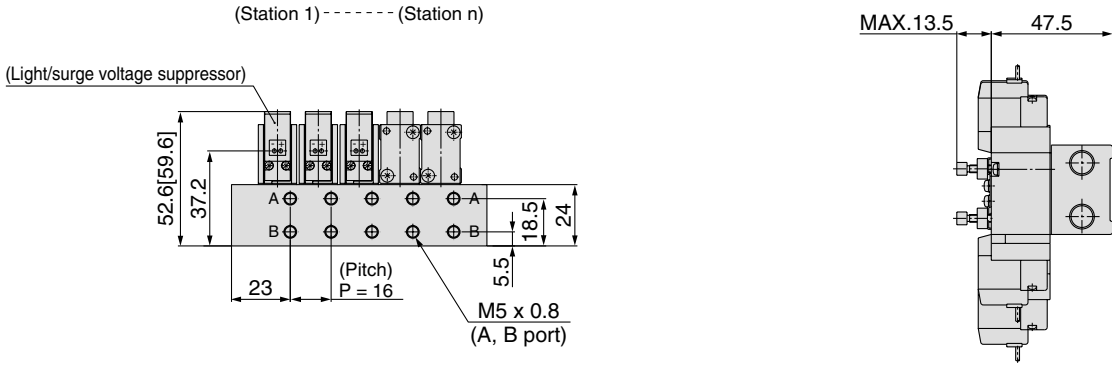 (Station 1) ------- (Station n)
MAX.13.5
47.5
(Light/surge voltage suppressor)
52.6[59.6]
37.2
A
A
B
B
18.5
24
5.5
23
(Pitch)
P = 16
M5 x 0.8
(A, B port)